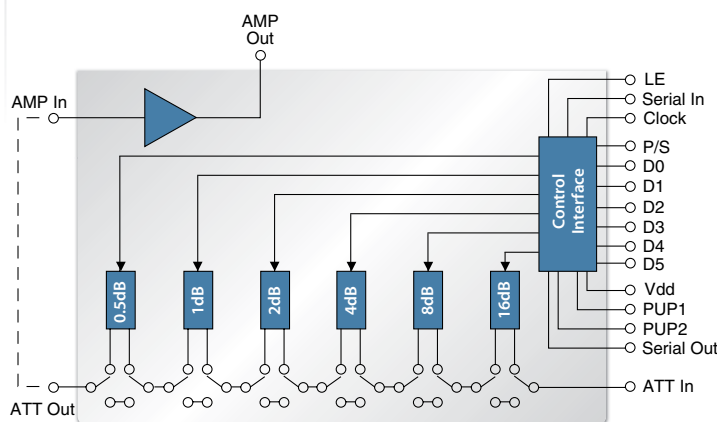 AMP
Out
AMP In
LE
Serial In
Clock
P/S
D0
D1
D2
D3
D4
D5
Control
Interface
0.5dB
1dB
2dB
4dB
8dB
16dB
Vdd
PUP1
PUP2
Serial Out
ATT In
ATT Out